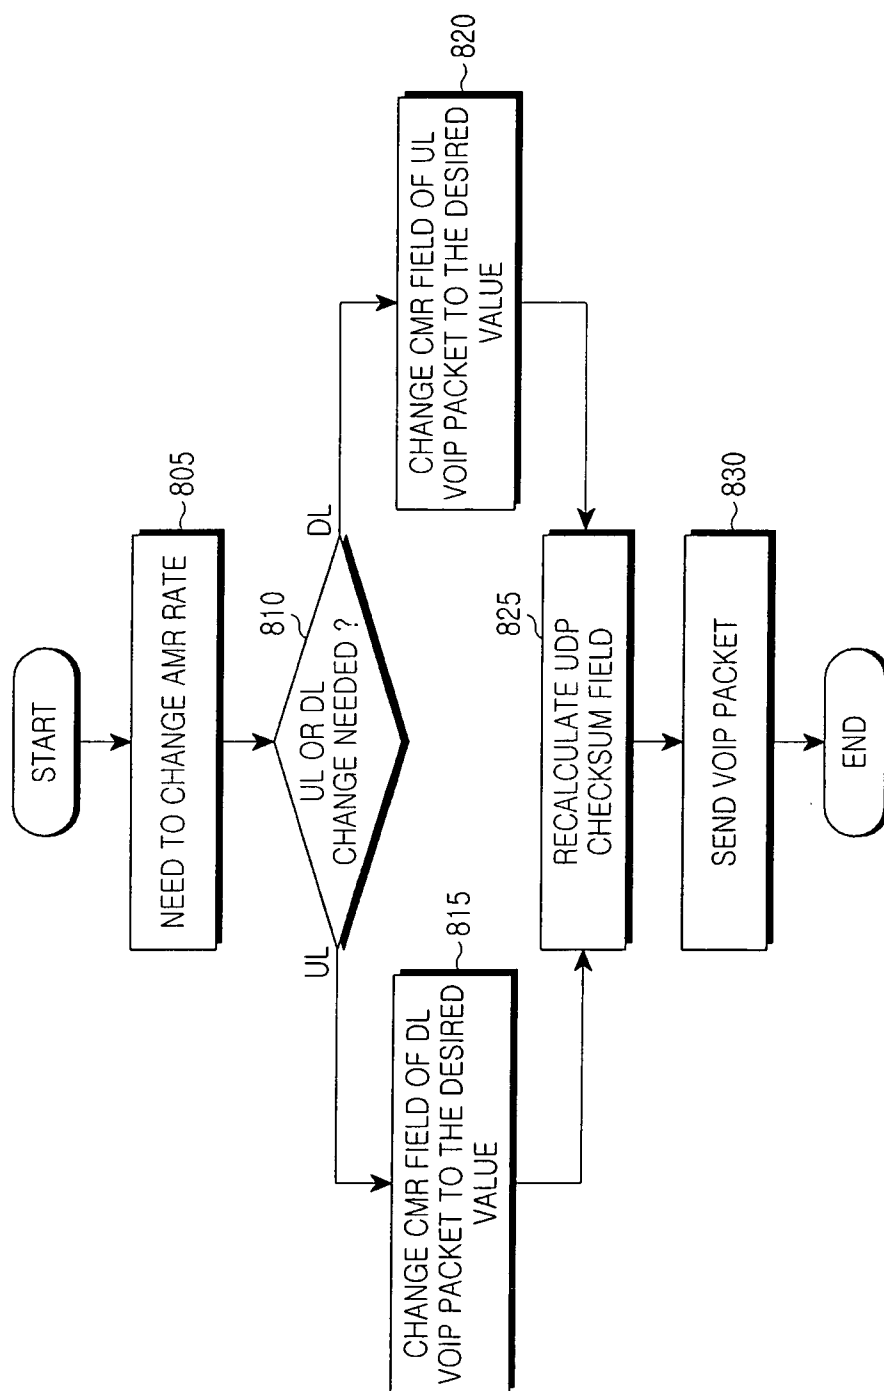 START
805
NEED TO CHANGE AMR RATE
810
UL OR DL
CHANGE NEEDED ?
UL
DL
815
CHANGE CMR FIELD OF DL
VOIP PACKET TO THE DESIRED
VALUE
820
CHANGE CMR FIELD OF UL
VOIP PACKET TO THE DESIRED
VALUE
825
RECALCULATE UDP
CHECKSUM FIELD
830
SEND VOIP PACKET
END